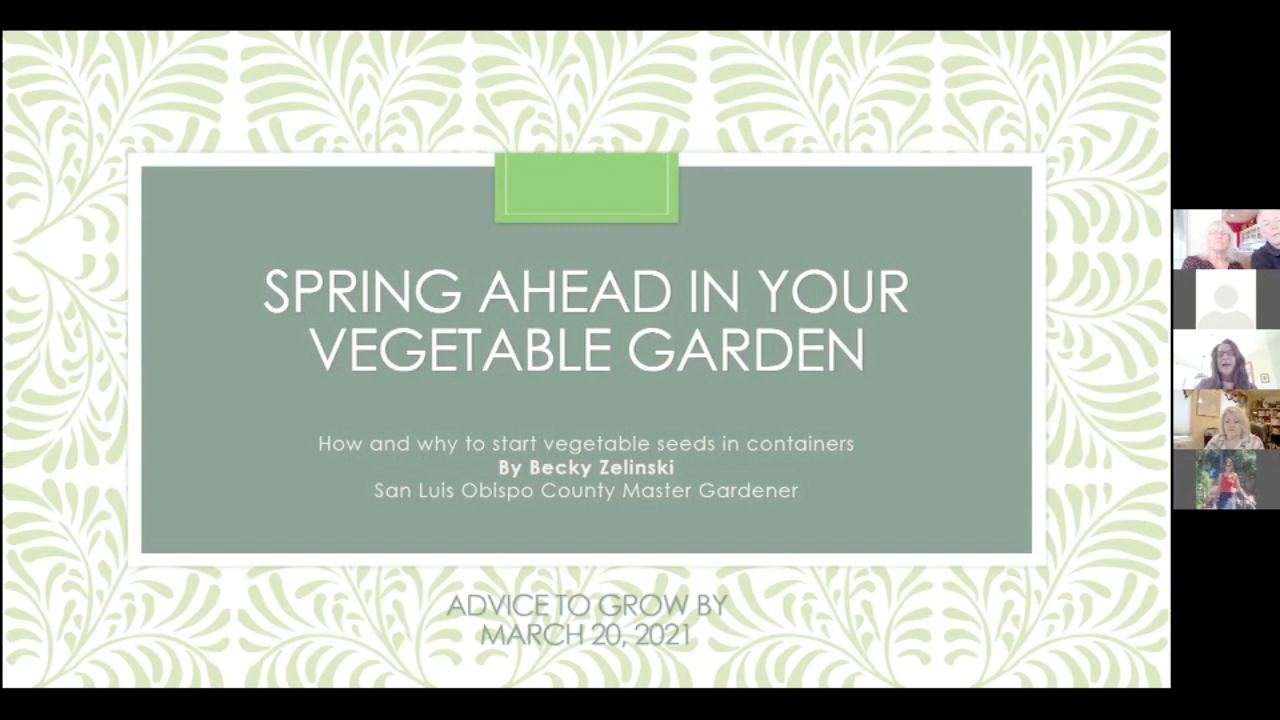 SPRING AHEAD IN YOUR
VEGETABLE GARDEN
How and why to start vegetable seeds in containers
By Becky Zelinski
San Luis Obispo County Master Gardener
ADVICE TO GROW BY
MARCH 20, 2021